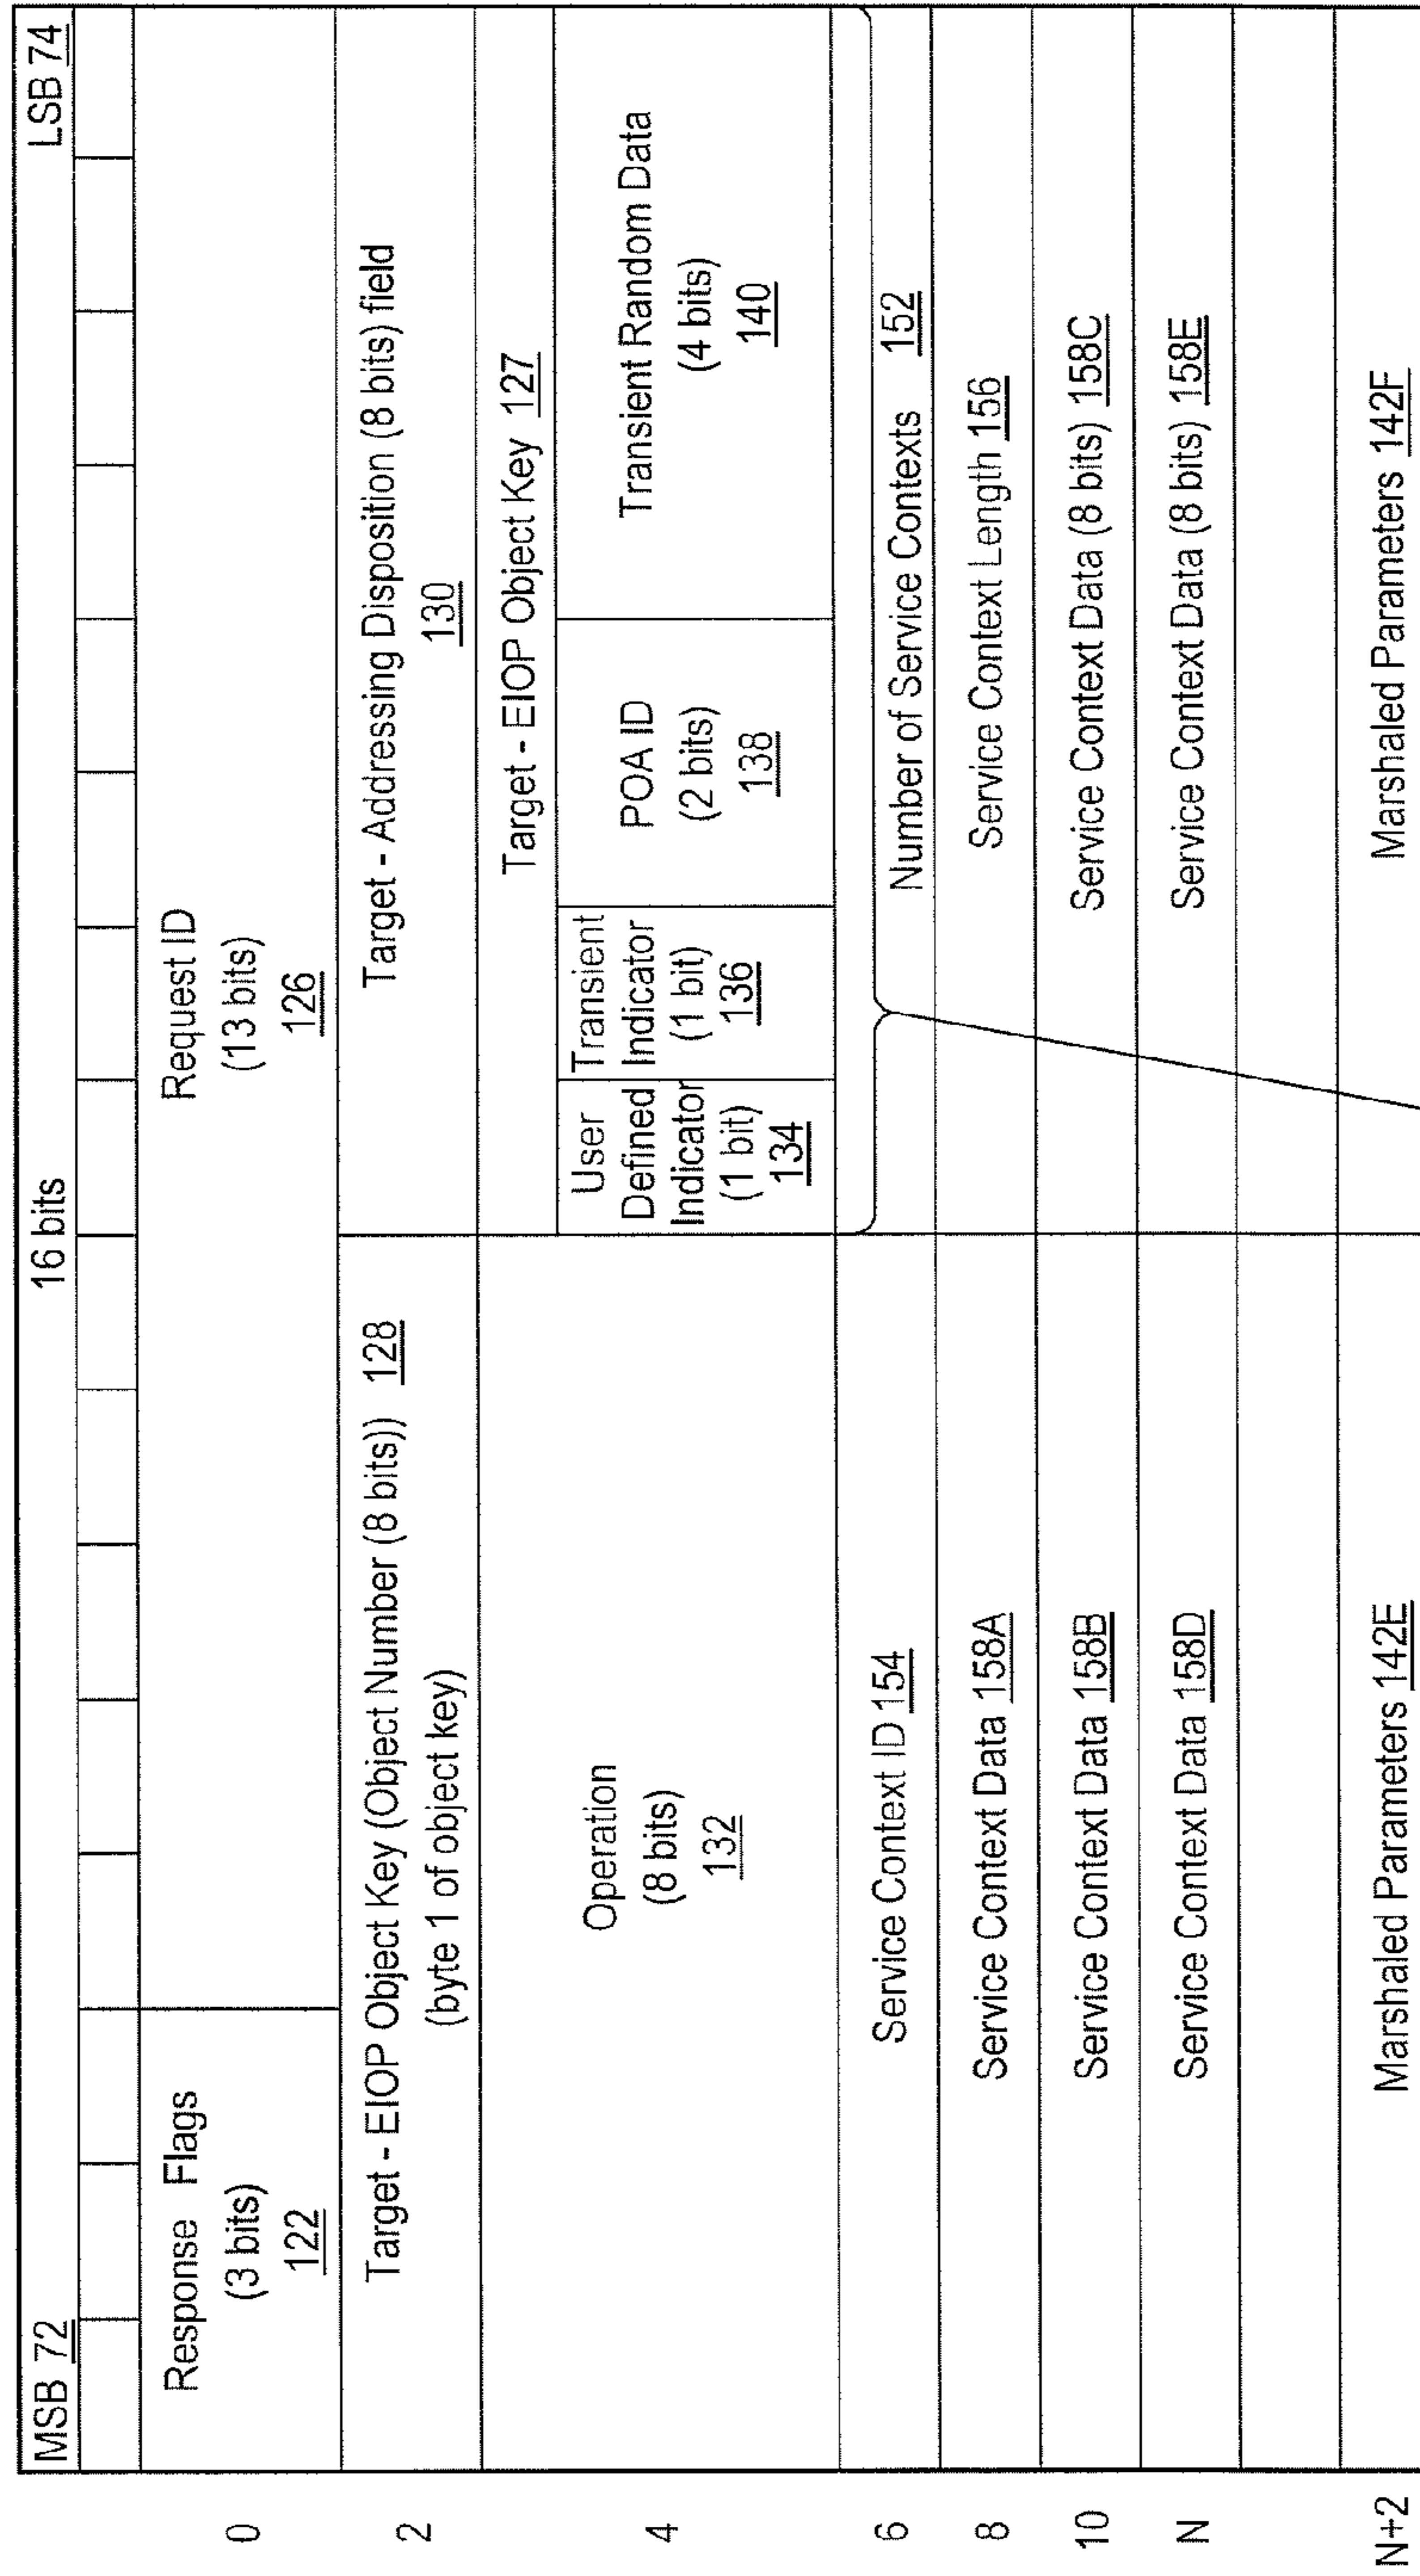 MSB 72
16 bits
LSB 74
0
Response Flags
(3 bits)
122
Request ID
(13 bits)
126
2
Target - EIOP Object Key (Object Number (8 bits)) 128
(byte 1 of object key)
Target - Addressing Disposition (8 bits) field
130
4
Operation
(8 bits)
132
Target - EIOP Object Key 127
User
Defined
Indicator
(1 bit)
134
Transient
Indicator
(1 bit)
136
POA ID
(2 bits)
138
Transient Random Data
(4 bits)
140
6
Service Context ID 154
Number of Service Contexts 152
8
Service Context Data 158A
Service Context Length 156
10
Service Context Data 158B
Service Context Data (8 bits) 158C
N
Service Context Data 158D
Service Context Data (8 bits) 158E
N+2
Marshaled Parameters 142E
Marshaled Parameters 142F